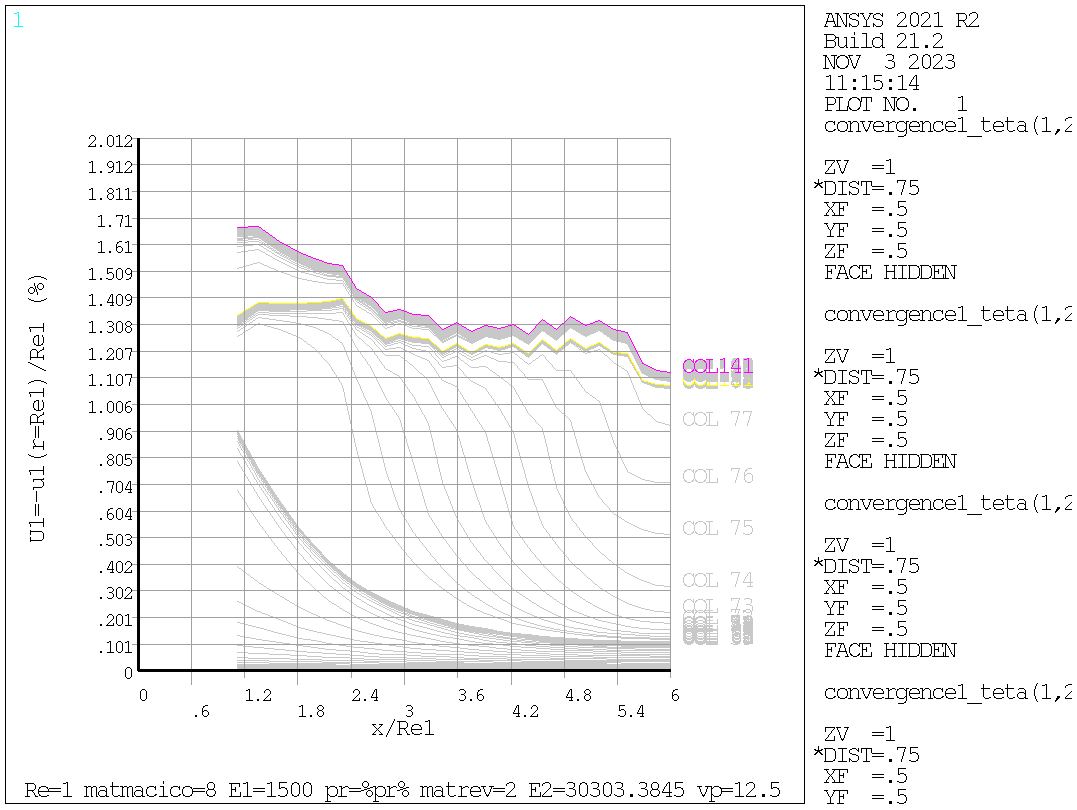 1
ANSYS 2021 R2
Build 21.2
NOV  3 2023
11:15:14
PLOT NO.   1
convergence1_teta(1,2
ZV  =1
*DIST=.75
XF  =.5
YF  =.5
ZF  =.5
FACE HIDDEN
convergence1_teta(1,2
ZV  =1
*DIST=.75
XF  =.5
YF  =.5
ZF  =.5
FACE HIDDEN
convergence1_teta(1,2
ZV  =1
*DIST=.75
XF  =.5
YF  =.5
ZF  =.5
FACE HIDDEN
convergence1_teta(1,2
ZV  =1
*DIST=.75
XF  =.5
YF  =.5
U1=-u1(r=Re1)/Re1 (%)
2.012
1.912
1.811
1.71
1.61
1.509
1.409
1.308
1.207
1.107
1.006
.906
.805
.704
.604
.503
.402
.302
.201
.101
0
COL141
COL 77
COL 76
COL 75
COL 74
COL 73
0
.6
1.2
1.8
2.4
3
3.6
4.2
4.8
5.4
6
x/Re1
Re=1 matmacico=8 E1=1500 pr=%pr% matrev=2 E2=30303.3845 vp=12.5